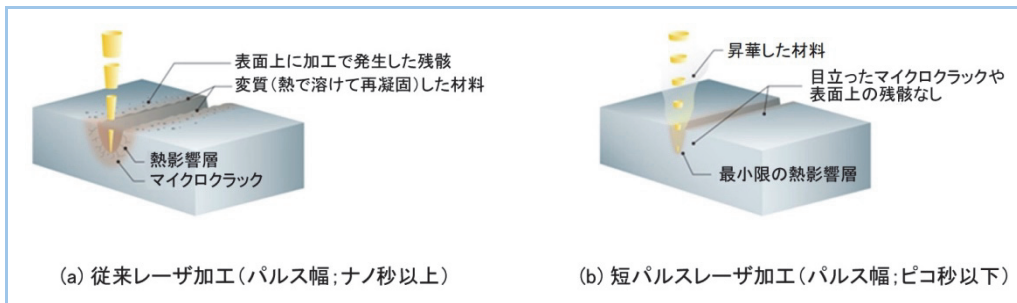 表面上に加工で発生した残骸
変質(熱で溶けて再凝固)した材料
熱影響層
マイクロクラック
(a) 従来レーザ加工(パルス幅;ナノ秒以上)
昇華した材料
目立ったマイクロクラックや
表面上の残骸なし
最小限の熱影響層
(b) 短パルスレーザ加工(パルス幅;ピコ秒以下)